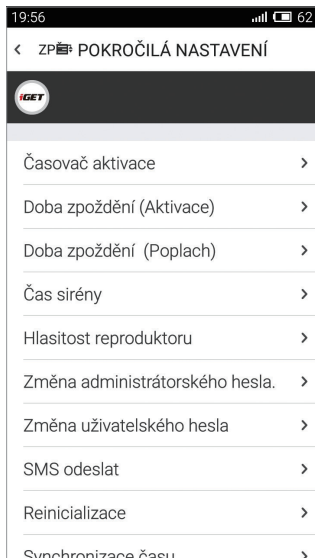 19:56 62
ZPĚT POKROČILÁ NASTAVENÍ
iGET
Časovač aktivace
Doba zpoždění (Aktivace)
Doba zpoždění (Poplach)
Čas sirény
Hlasitost reproduktoru
Změna administrátorského hesla.
Změna uživatelského hesla
SMS odeslat
Reinicializace
Synchronizace času